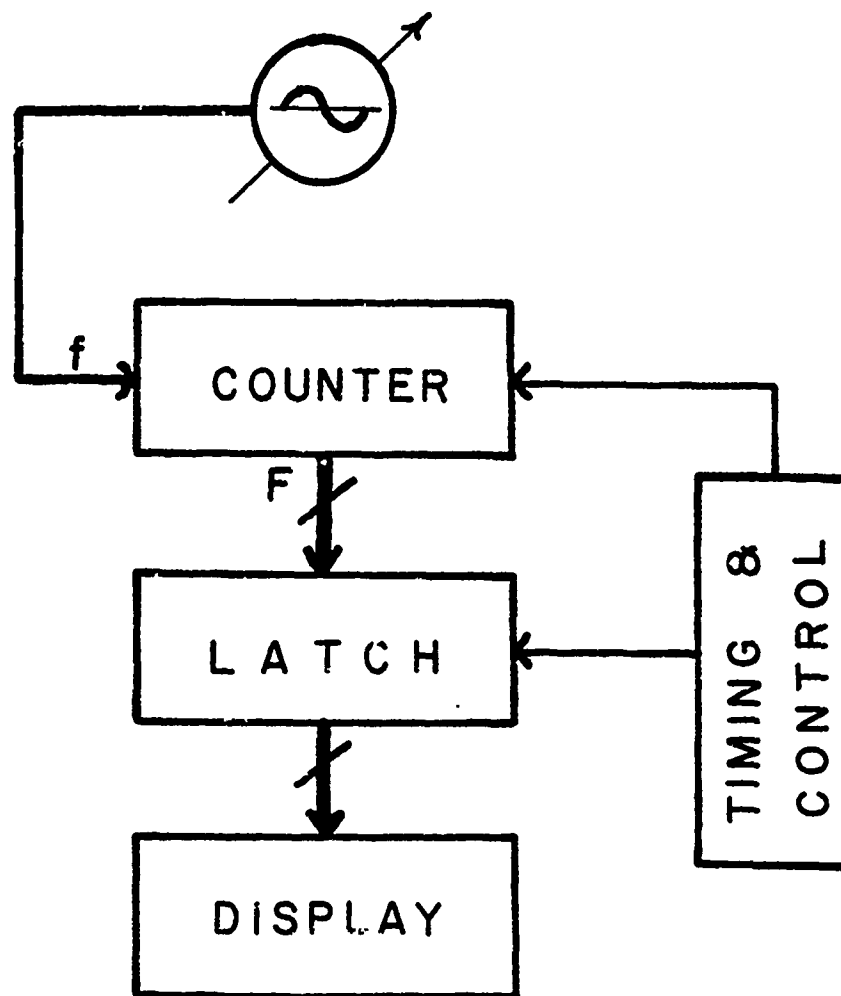 f
COUNTER
F
LATCH
TIMING &
CONTROL
DISPLAY